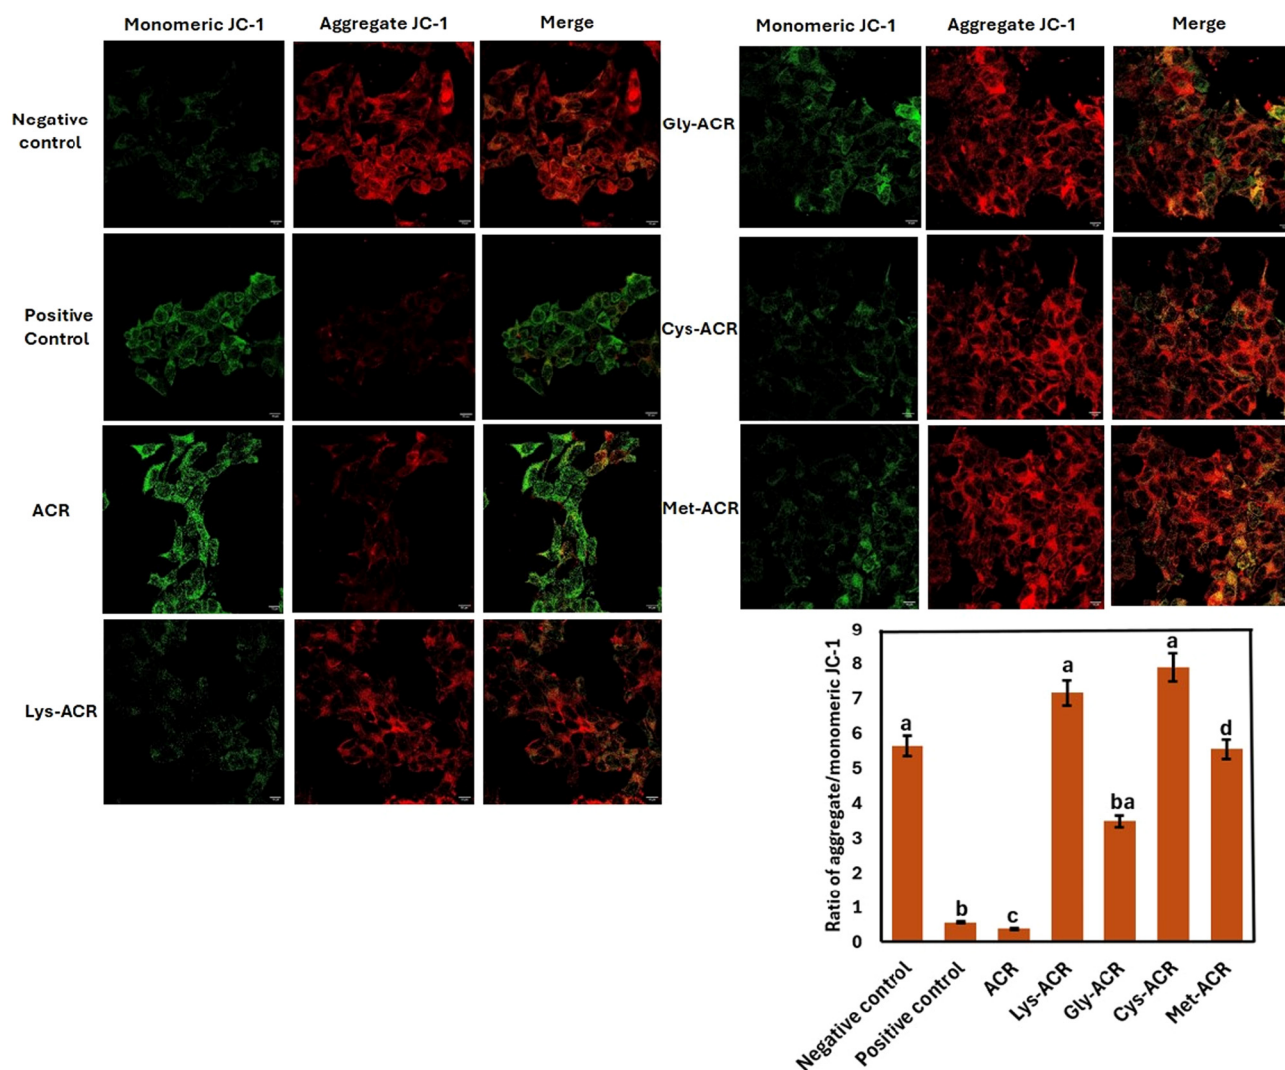 Monomeric JC-1 Aggregate JC-1 Merge
Negative
control
Positive
Control
ACR
Lys-ACR
Monomeric JC-1 Aggregate JC-1 Merge
Gly-ACR
Cys-ACR
Met-ACR
Ratio of aggregate/monomeric JC-1
9
8
7
6
5
4
3
2
1
0
a
b
c
a
ba
a
d
Negative control
Positive control
ACR
Lys-ACR
Gly-ACR
Cys-ACR
Met-ACR